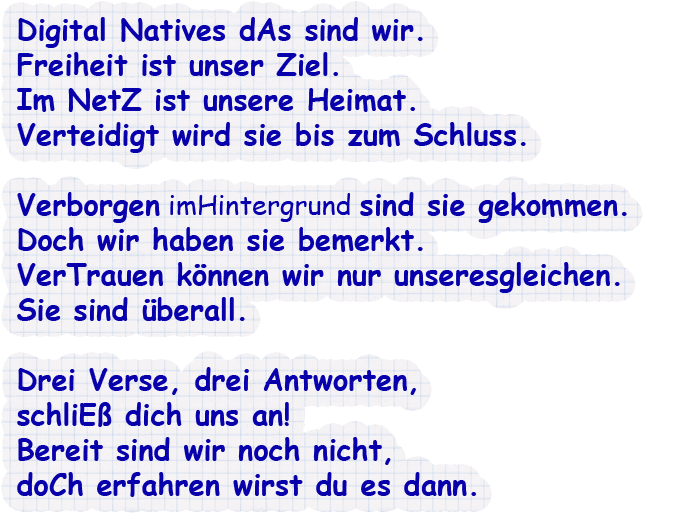 Digital Natives dAs sind wir.
Freiheit ist unser Ziel.
Im NetZ ist unsere Heimat.
Verteidigt wird sie bis zum Schluss.
Verborgen imHintergrund sind sie gekommen.
Doch wir haben sie bemerkt.
VerTrauen können wir nur unseresgleichen.
Sie sind überall.
Drei Verse, drei Antworten,
schliEß dich uns an!
Bereit sind wir noch nicht,
doCh erfahren wirst du es dann.